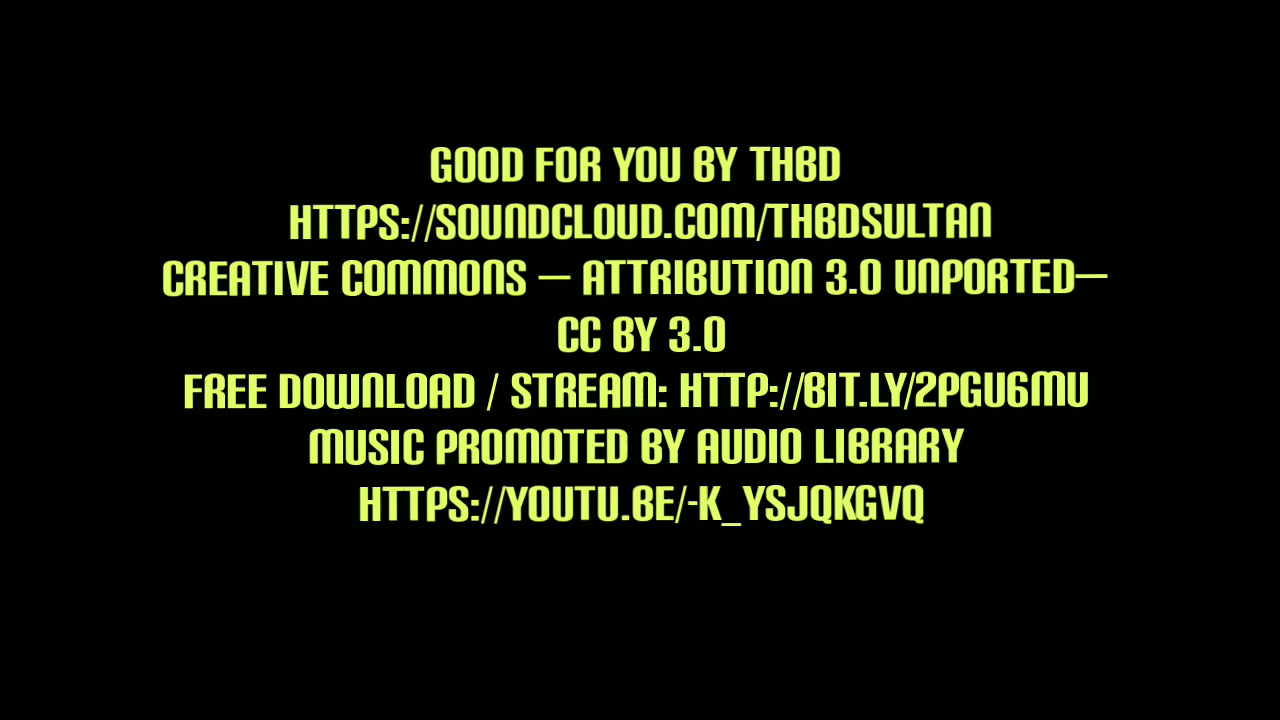 GOOD FOR YOU BY THBD
HTTPS://SOUNDCLOUD.COM/THBDSULTAN
CREATIVE COMMONS — ATTRIBUTION 3.0 UNPORTED—
CC BY 3.0
FREE DOWNLOAD / STREAM: HTTP://BIT.LY/2PGU6MU
MUSIC PROMOTED BY AUDIO LIBRARY
HTTPS://YOUTU.BE/-K_YSJQKGVQ